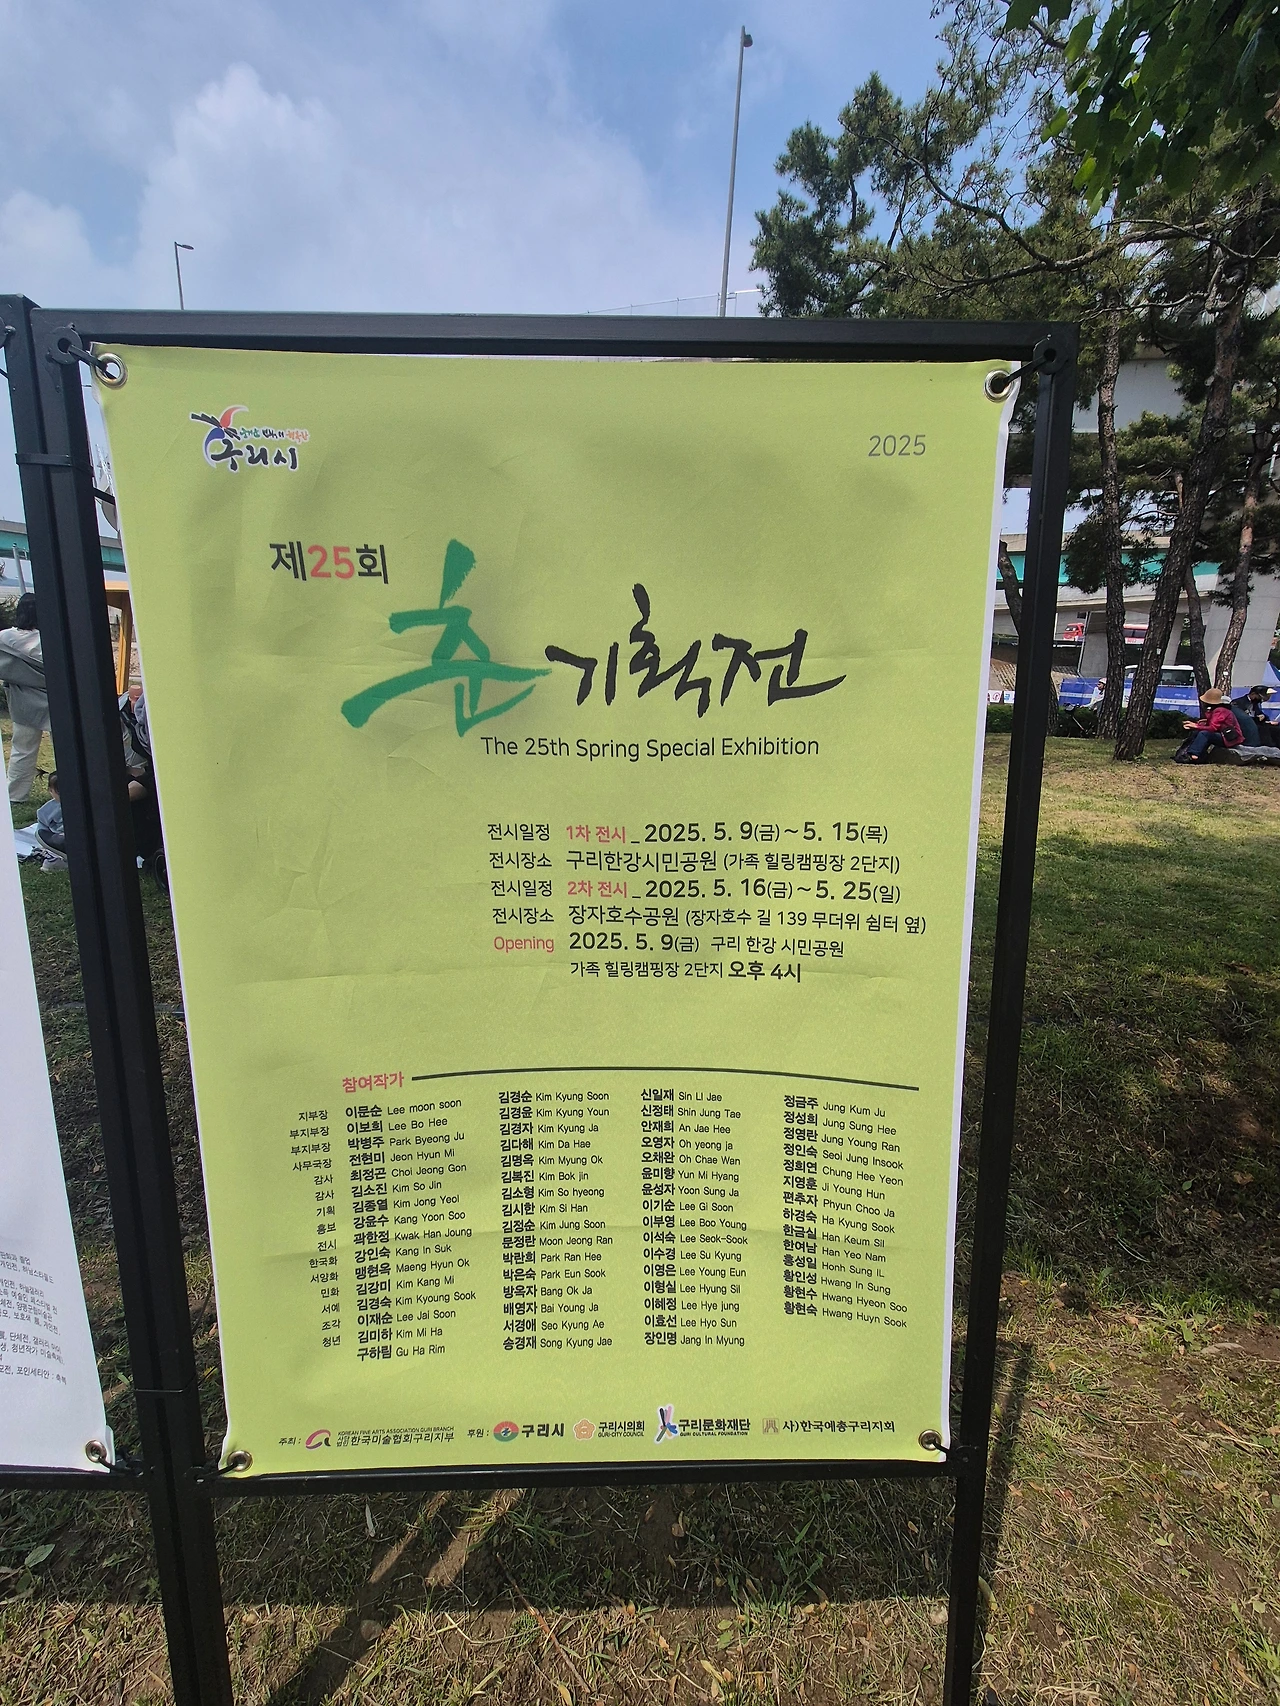 구리시
2025
제25회
춘 기획전
The 25th Spring Special Exhibition
전시일정 1차 전시 _ 2025. 5. 9(금) ~ 5. 15(목)
전시장소 구리한강시민공원 (가족 힐링캠핑장 2단지)
전시일정 2차 전시 _ 2025. 5. 16(금) ~ 5. 25(일)
전시장소 장자호수공원 (장자호수 길 139 무더위 쉼터 옆)
Opening 2025. 5. 9(금) 구리 한강 시민공원
가족 힐링캠핑장 2단지 오후 4시
참여작가
지부장 이문순 Lee moon soon
부지부장 이보희 Lee Bo Hee
부지부장 박병주 Park Byeong Ju
사무국장 전현미 Jeon Hyun Mi
감사 최정곤 Choi Jeong Gon
감사 김소진 Kim So Jin
기획 김종열 Kim Jong Yeol
홍보 강윤수 Kang Yoon Soo
전시 곽한정 Kwak Han Joung
한국화 강인숙 Kang In Suk
서양화 맹현옥 Maeng Hyun Ok
민화 김강미 Kim Kang Mi
서예 김경숙 Kim Kyoung Sook
조각 이재순 Lee Jai Soon
청년 김미하 Kim Mi Ha
구하림 Gu Ha Rim
김경순 Kim Kyung Soon
김경윤 Kim Kyung Youn
김경자 Kim Kyung Ja
김다해 Kim Da Hae
김명옥 Kim Myung Ok
김복진 Kim Bok jin
김소형 Kim So hyeong
김시한 Kim Si Han
김정순 Kim Jung Soon
문정란 Moon Jeong Ran
박란희 Park Ran Hee
박은숙 Park Eun Sook
방옥자 Bang Ok Ja
배영자 Bai Young Ja
서경애 Seo Kyung Ae
송경재 Song Kyung Jae
신일재 Sin Ll Jae
신정태 Shin Jung Tae
안재희 An Jae Hee
오영자 Oh yeong ja
오채완 Oh Chae Wan
윤미향 Yun Mi Hyang
윤성자 Yoon Sung Ja
이기순 Lee Gi Soon
이부영 Lee Boo Young
이석숙 Lee Seok-Sook
이수경 Lee Su Kyung
이영은 Lee Young Eun
이형실 Lee Hyung Sil
이혜정 Lee Hye jung
이효선 Lee Hyo Sun
장인명 Jang In Myung
정금주 Jung Kum Ju
정성희 Jung Sung Hee
정영란 Jung Young Ran
정인숙 Seoi Jung Insook
정희연 Chung Hee Yeon
지영훈 Ji Young Hun
편추자 Phyun Choo Ja
하경숙 Ha Kyung Sook
한금실 Han Keum Sil
한여남 Han Yeo Nam
홍성일 Honh Sung IL
황인성 Hwang In Sung
황현수 Hwang Hyeon Soo
황현숙 Hwang Huyn Sook
주최 : KOREAN FINE ARTS ASSOCIATION GURI BRANCH
사단법인 한국미술협회구리지부
후원 : 구리시 구리시의회 GURI-CITY COUNCIL 구리문화재단 GURI CULTURAL FOUNDATION 사)한국예총구리지회